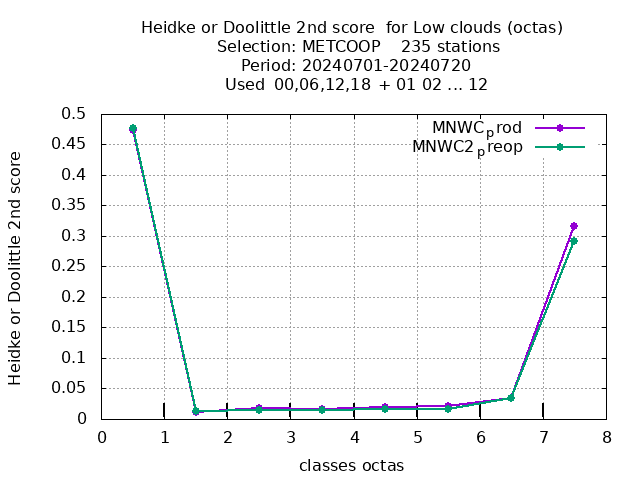 Heidke or Doolittle 2nd score  for Low clouds (octas)
Selection: METCOOP    235 stations
Period: 20240701-20240720
Used  00,06,12,18 + 01 02 ... 12
Heidke or Doolittle 2nd score
0.5
0.45
0.4
0.35
0.3
0.25
0.2
0.15
0.1
0.05
0
MNWCprod
MNWC2preop
0 1 2 3 4 5 6 7 8
classes octas